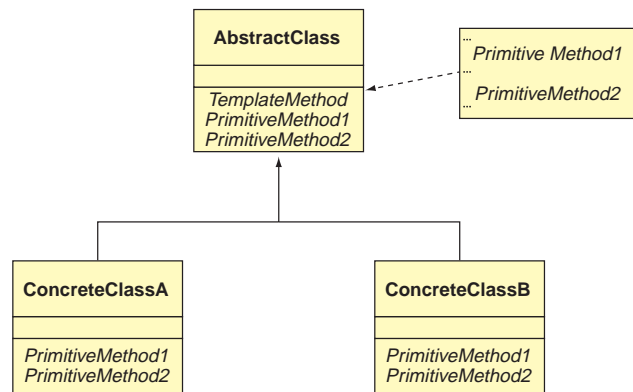 AbstractClass
TemplateMethod
PrimitiveMethod1
PrimitiveMethod2
...
Primitive Method1
...
PrimitiveMethod2
...
ConcreteClassA
PrimitiveMethod1
PrimitiveMethod2
ConcreteClassB
PrimitiveMethod1
PrimitiveMethod2